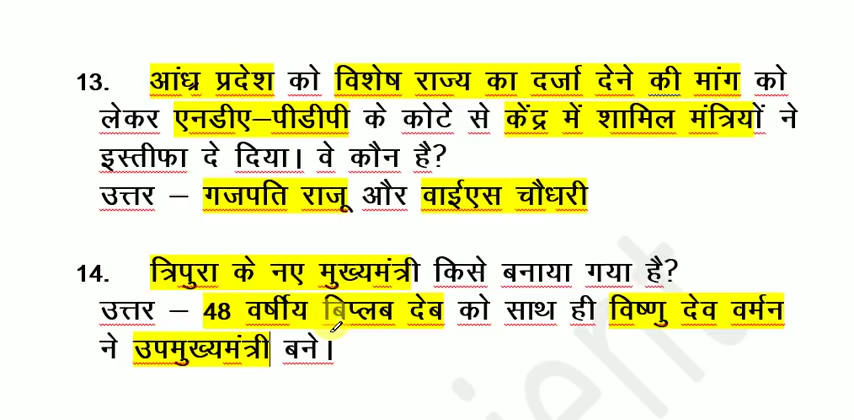 13. आंध्र प्रदेश को विशेष राज्य का दर्जा देने की मांग को
लेकर एनडीए–पीडीपी के कोटे से केंद्र में शामिल मंत्रियों ने
इस्तीफा दे दिया। वे कौन है?
उत्तर – गजपति राजू और वाईएस चौधरी
14. त्रिपुरा के नए मुख्यमंत्री किसे बनाया गया है?
उत्तर – 48 वर्षीय बिप्लब देब को साथ ही विष्णु देव वर्मन
ने उपमुख्यमंत्री बने।